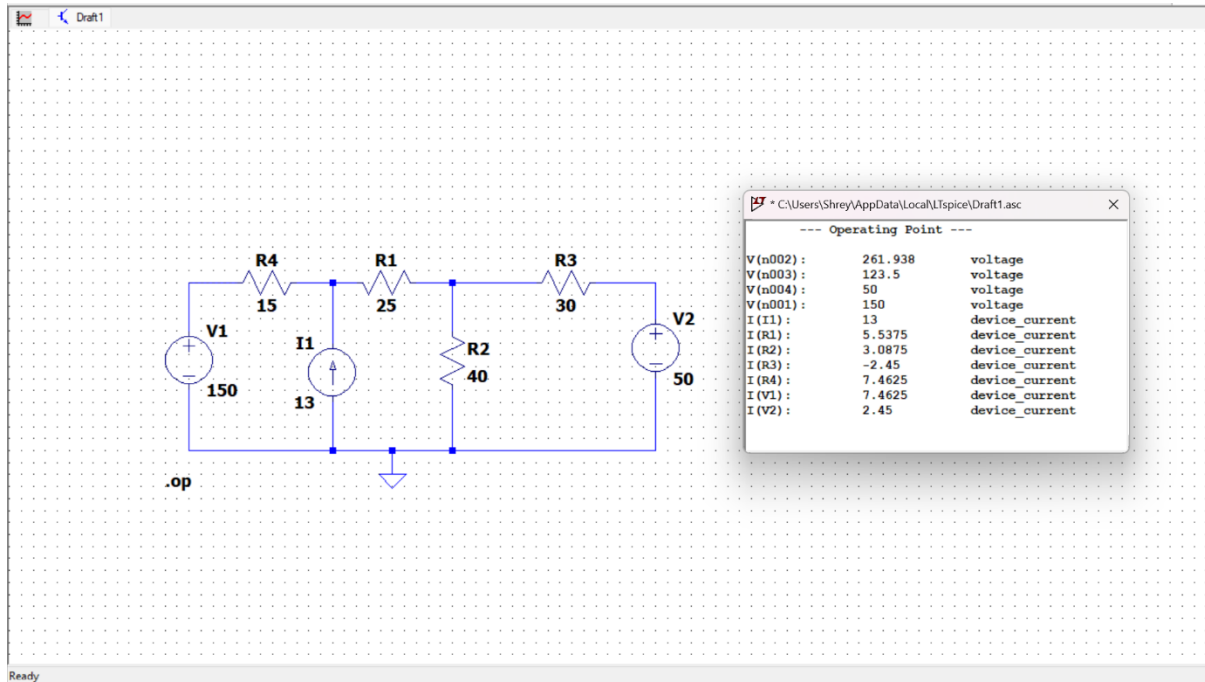 Draft1
R4
R1
R3
15
25
30
V1
V2
I1
R2
150
13
40
50
.op
* C:\Users\Shrey\AppData\Local\LTspice\Draft1.asc
--- Operating Point ---
V(n002): 261.938 voltage
V(n003): 123.5 voltage
V(n004): 50 voltage
V(n001): 150 voltage
I(I1): 13 device_current
I(R1): 5.5375 device_current
I(R2): 3.0875 device_current
I(R3): -2.45 device_current
I(R4): 7.4625 device_current
I(V1): 7.4625 device_current
I(V2): 2.45 device_current
Ready